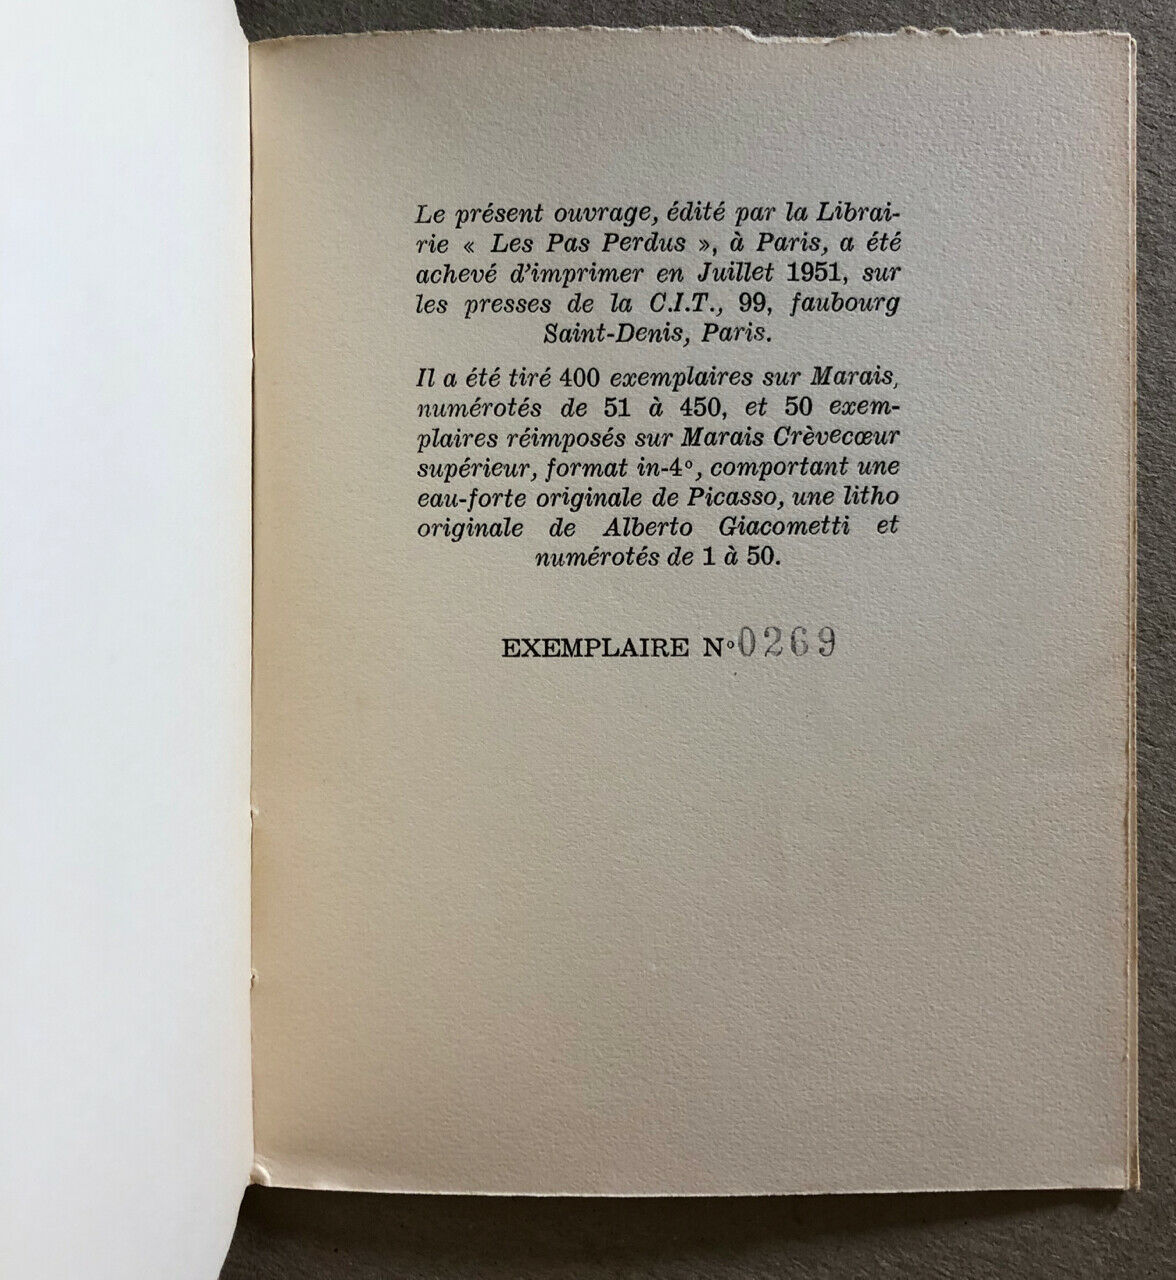 Le présent ouvrage, édité par la Librai-
rie « Les Pas Perdus », à Paris, a été
achevé d'imprimer en Juillet 1951, sur
les presses de la C.I.T., 99, faubourg
Saint-Denis, Paris.
Il a été tiré 400 exemplaires sur Marais,
numérotés de 51 à 450, et 50 exem-
plaires réimposés sur Marais Crèvecœur
supérieur, format in-4°, comportant une
eau-forte originale de Picasso, une litho
originale de Alberto Giacometti et
numérotés de 1 à 50.
EXEMPLAIRE N° 0269